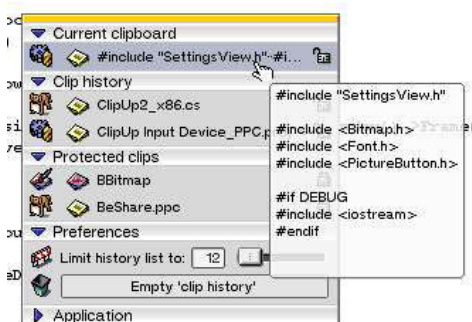 Current clipboard
#include "SettingsView.h"·#i...
Clip history
ClipUp2_x86.cs
ClipUp Input Device_PPC.p
Protected clips
BBitmap
BeShare.ppc
Preferences
Limit history list to: 12
Empty 'clip history'
Application
#include "SettingsView.h"
#include <Bitmap.h>
#include <Font.h>
#include <PictureButton.h>
#if DEBUG
#include <iostream>
#endif